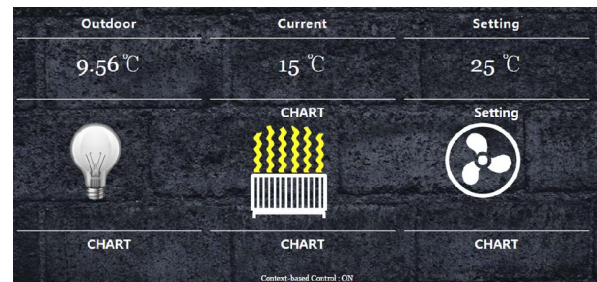 Outdoor Current Setting
9.56℃ 15 ℃ 25 ℃
CHART Setting
CHART CHART CHART
Context-based Control : ON